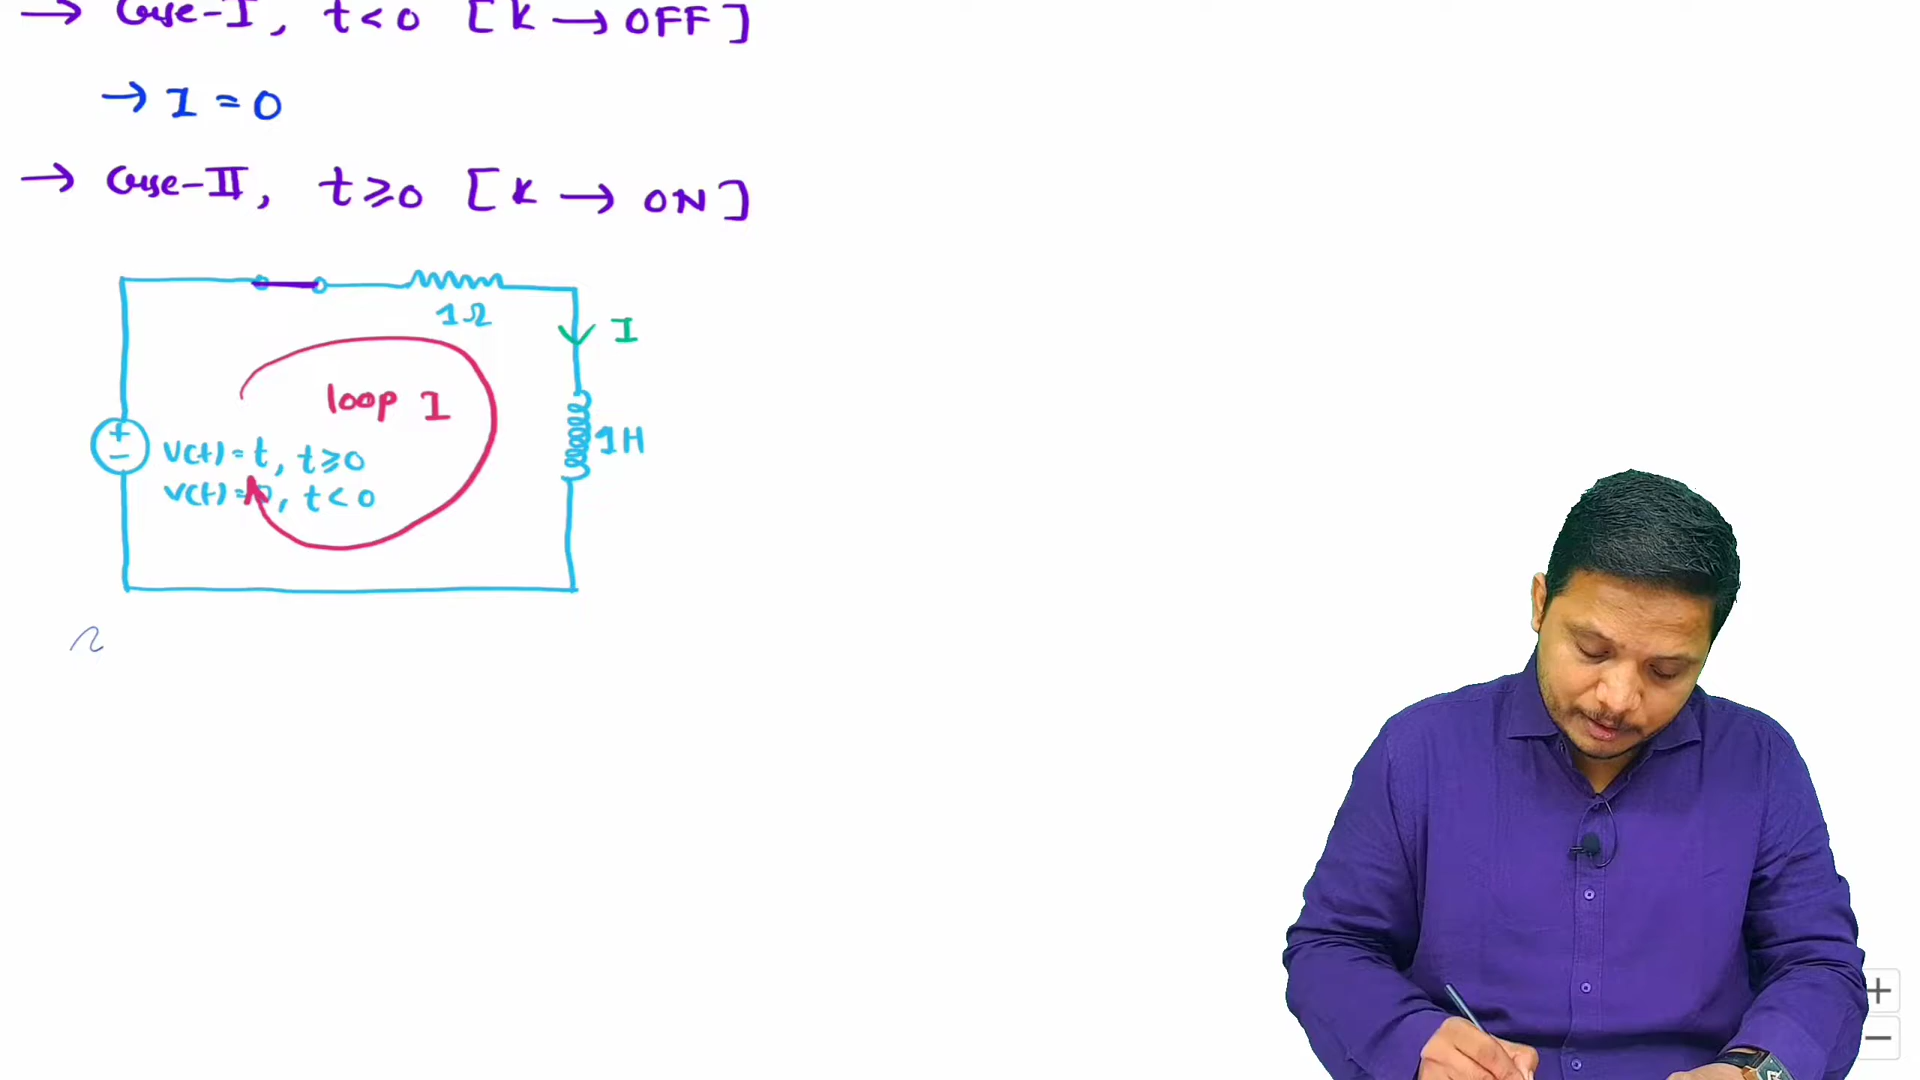 → Case-I, t<0 [K → OFF]
→ I = 0
→ Case-II, t⩾0 [K → ON]
1Ω
I
loop 1
+
−
V(t)=t, t⩾0
V(t)=0, t<0
1H
+
−